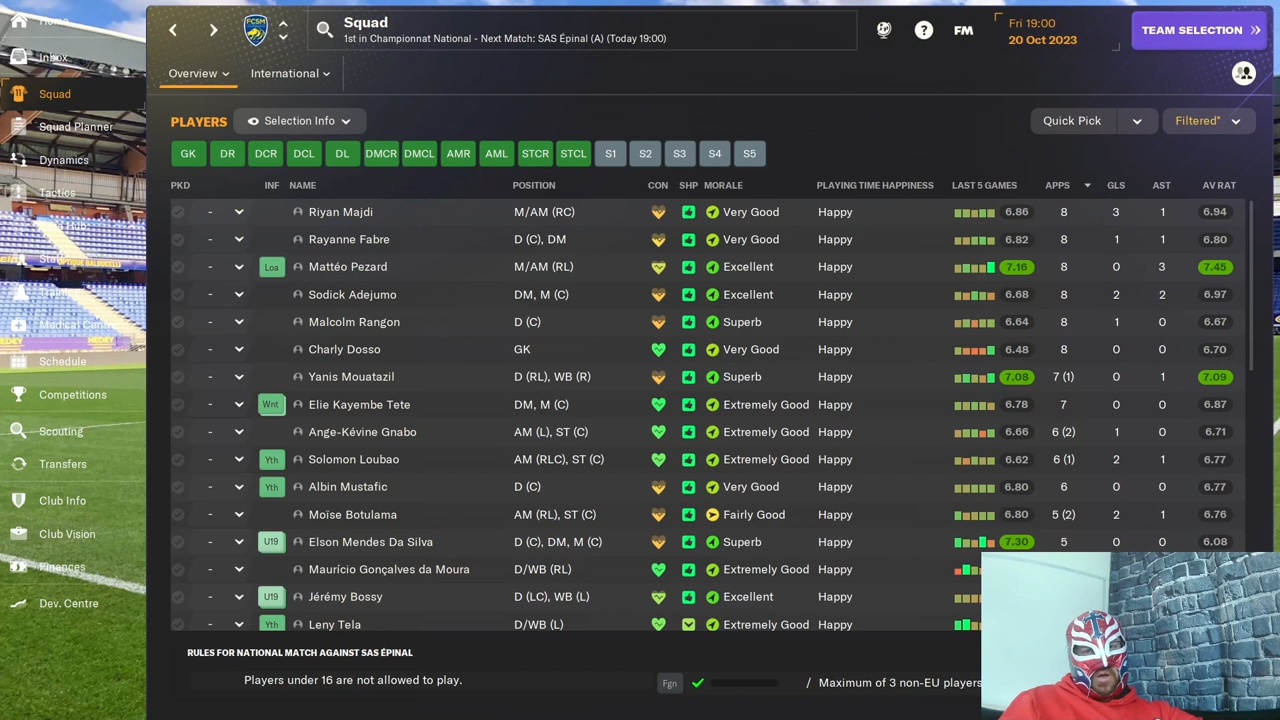 Home
FCSM
Squad
1st in Championnat National - Next Match: SAS Épinal (A) (Today 19:00)
FM
Fri 19:00
20 Oct 2023
TEAM SELECTION
Inbox
Overview
International
Squad
Squad Planner
Dynamics
Tactics
Data Hub
Staff
Training
Medical Centre
Schedule
Competitions
Scouting
Transfers
Club Info
Club Vision
Finances
Dev. Centre
PLAYERS
Selection Info
Quick Pick
Filtered*
GK DR DCR DCL DL DMCR DMCL AMR AML STCR STCL S1 S2 S3 S4 S5
PKD INF NAME POSITION CON SHP MORALE PLAYING TIME HAPPINESS LAST 5 GAMES APPS GLS AST AV RAT
- Riyan Majdi M/AM (RC) Very Good Happy 6.86 8 3 1 6.94
- Rayanne Fabre D (C), DM Very Good Happy 6.82 8 1 1 6.80
- Loa Mattéo Pezard M/AM (RL) Excellent Happy 7.16 8 0 3 7.45
- Sodick Adejumo DM, M (C) Excellent Happy 6.68 8 2 2 6.97
- Malcolm Rangon D (C) Superb Happy 6.64 8 1 0 6.67
- Charly Dosso GK Very Good Happy 6.48 8 0 0 6.70
- Yanis Mouatazil D (RL), WB (R) Superb Happy 7.08 7 (1) 0 1 7.09
- Wnt Elie Kayembe Tete DM, M (C) Extremely Good Happy 6.78 7 0 1 6.87
- Ange-Kévine Gnabo AM (L), ST (C) Extremely Good Happy 6.66 6 (2) 1 0 6.71
- Yth Solomon Loubao AM (RLC), ST (C) Extremely Good Happy 6.62 6 (1) 2 1 6.77
- Yth Albin Mustafic D (C) Very Good Happy 6.80 6 0 0 6.77
- Moïse Botulama AM (RL), ST (C) Fairly Good Happy 6.80 5 (2) 2 1 6.76
- U19 Elson Mendes Da Silva D (C), DM, M (C) Superb Happy 7.30 5 0 0 6.08
- Maurício Gonçalves da Moura D/WB (RL) Extremely Good Happy
- U19 Jérémy Bossy D (LC), WB (L) Excellent Happy
- Yth Leny Tela D/WB (L) Extremely Good Happy
RULES FOR NATIONAL MATCH AGAINST SAS ÉPINAL
Players under 16 are not allowed to play.
Fgn / Maximum of 3 non-EU players